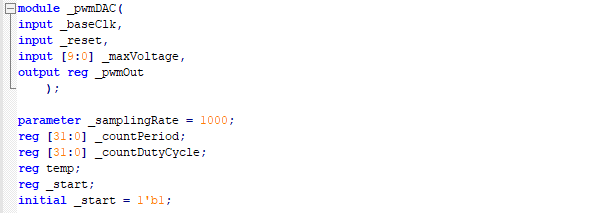 module _pwmDAC(
input _baseClk,
input _reset,
input [9:0] _maxVoltage,
output reg _pwmOut
);
parameter _samplingRate = 1000;
reg [31:0] _countPeriod;
reg [31:0] _countDutyCycle;
reg temp;
reg _start;
initial _start = 1'b1;